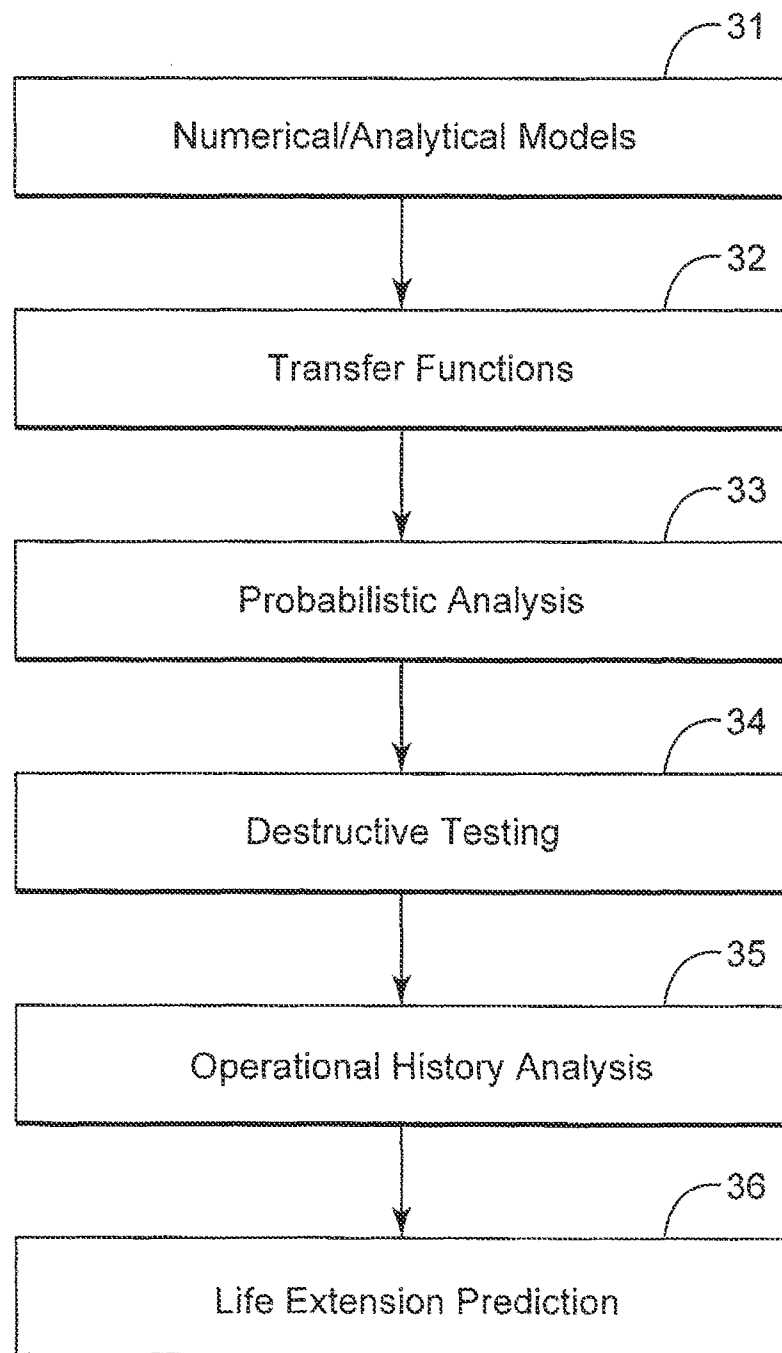 31
Numerical/Analytical Models
32
Transfer Functions
33
Probabilistic Analysis
34
Destructive Testing
35
Operational History Analysis
36
Life Extension Prediction